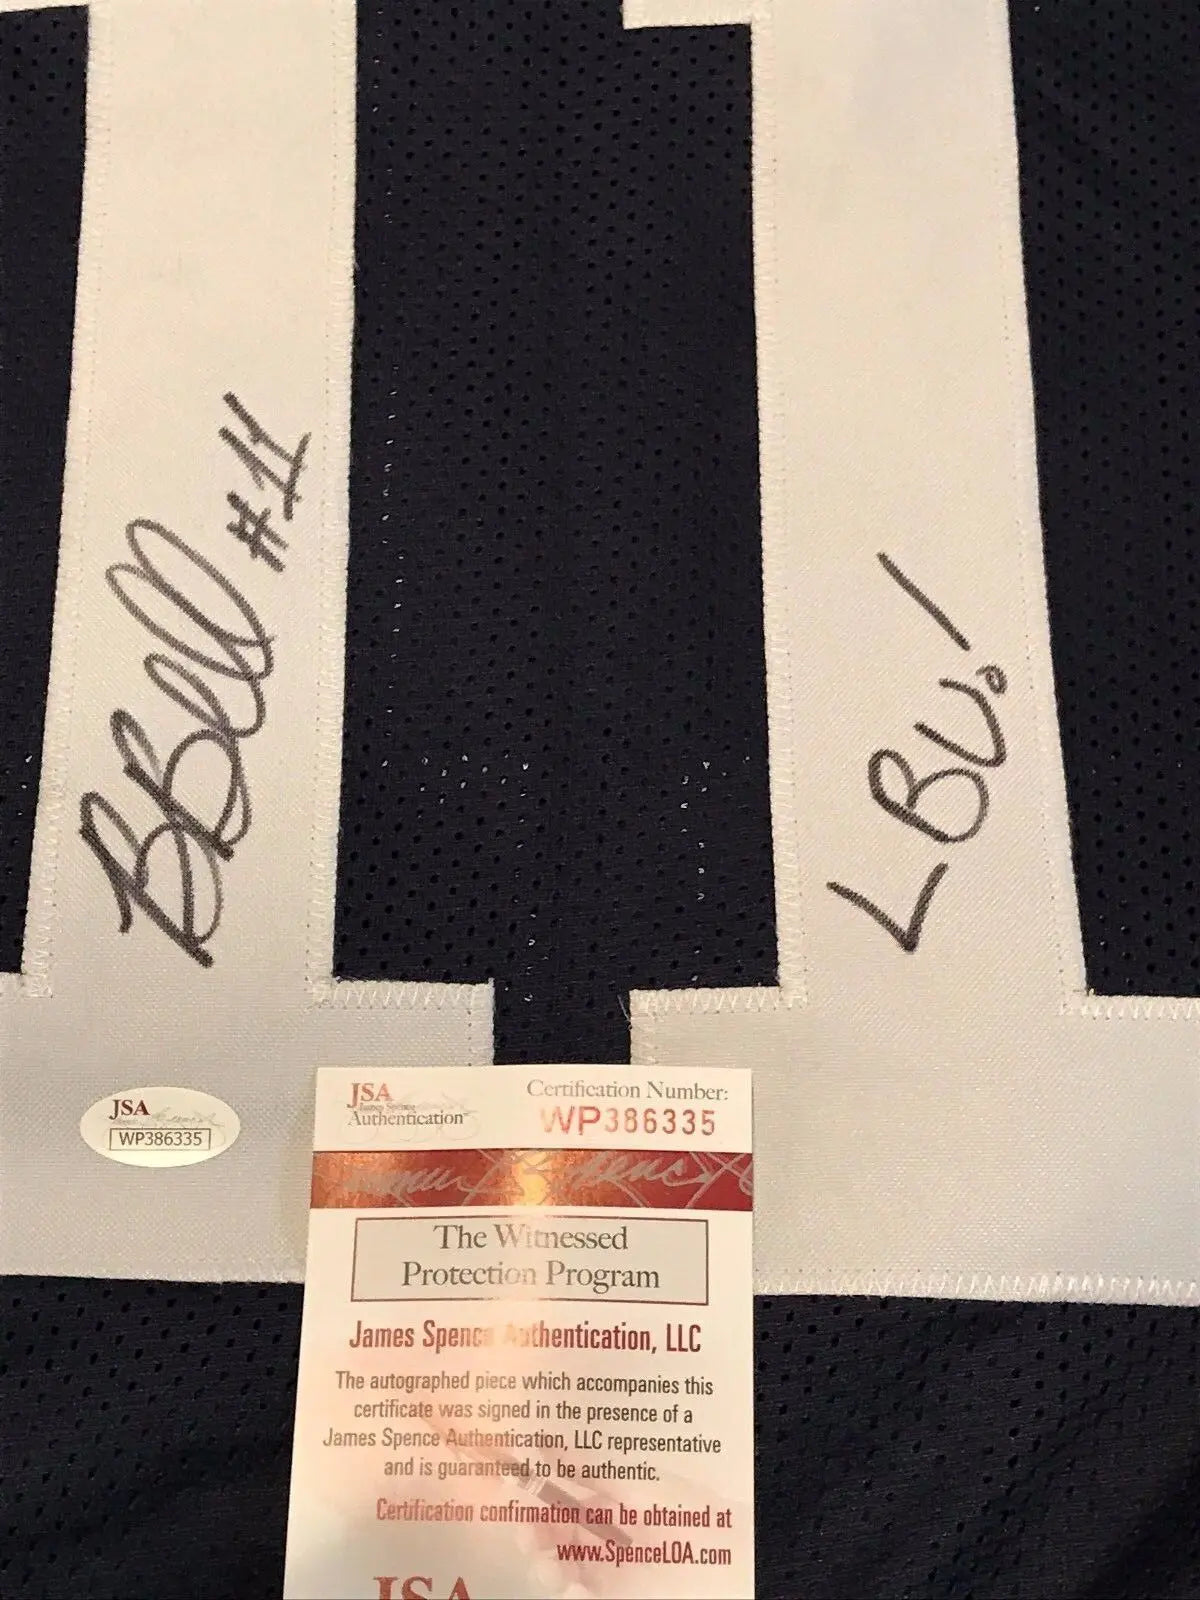 BBell #11
LBU!
JSA
WP386335
JSA
James Spence
Authentication
Certification Number:
WP386335
The Witnessed
Protection Program
James Spence Authentication, LLC
The autographed piece which accompanies this
certificate was signed in the presence of a
James Spence Authentication, LLC representative
and is guaranteed to be authentic.
Certification confirmation can be obtained at
www.SpenceLOA.com
JSA